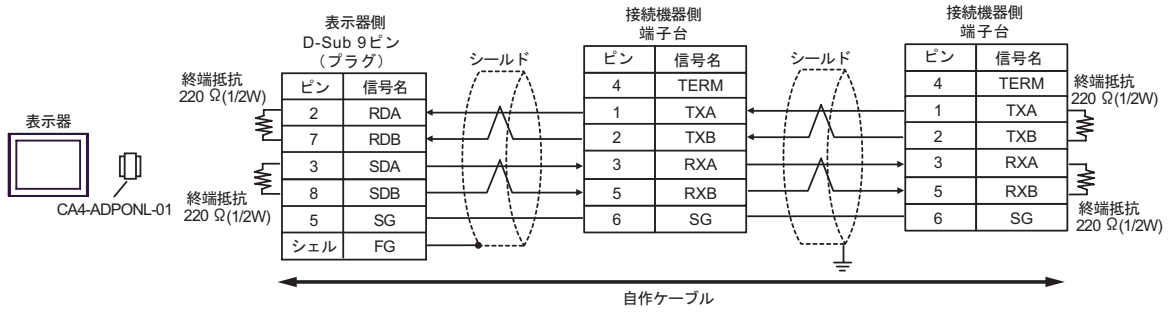 表示器
CA4-ADPONL-01
終端抵抗
220 Ω(1/2W)
終端抵抗
220 Ω(1/2W)
表示器側
D-Sub 9ピン
(プラグ)
ピン 信号名
2 RDA
7 RDB
3 SDA
8 SDB
5 SG
シェル FG
シールド
接続機器側
端子台
ピン 信号名
4 TERM
1 TXA
2 TXB
3 RXA
5 RXB
6 SG
シールド
接続機器側
端子台
ピン 信号名
4 TERM
1 TXA
2 TXB
3 RXA
5 RXB
6 SG
終端抵抗
220 Ω(1/2W)
終端抵抗
220 Ω(1/2W)
自作ケーブル